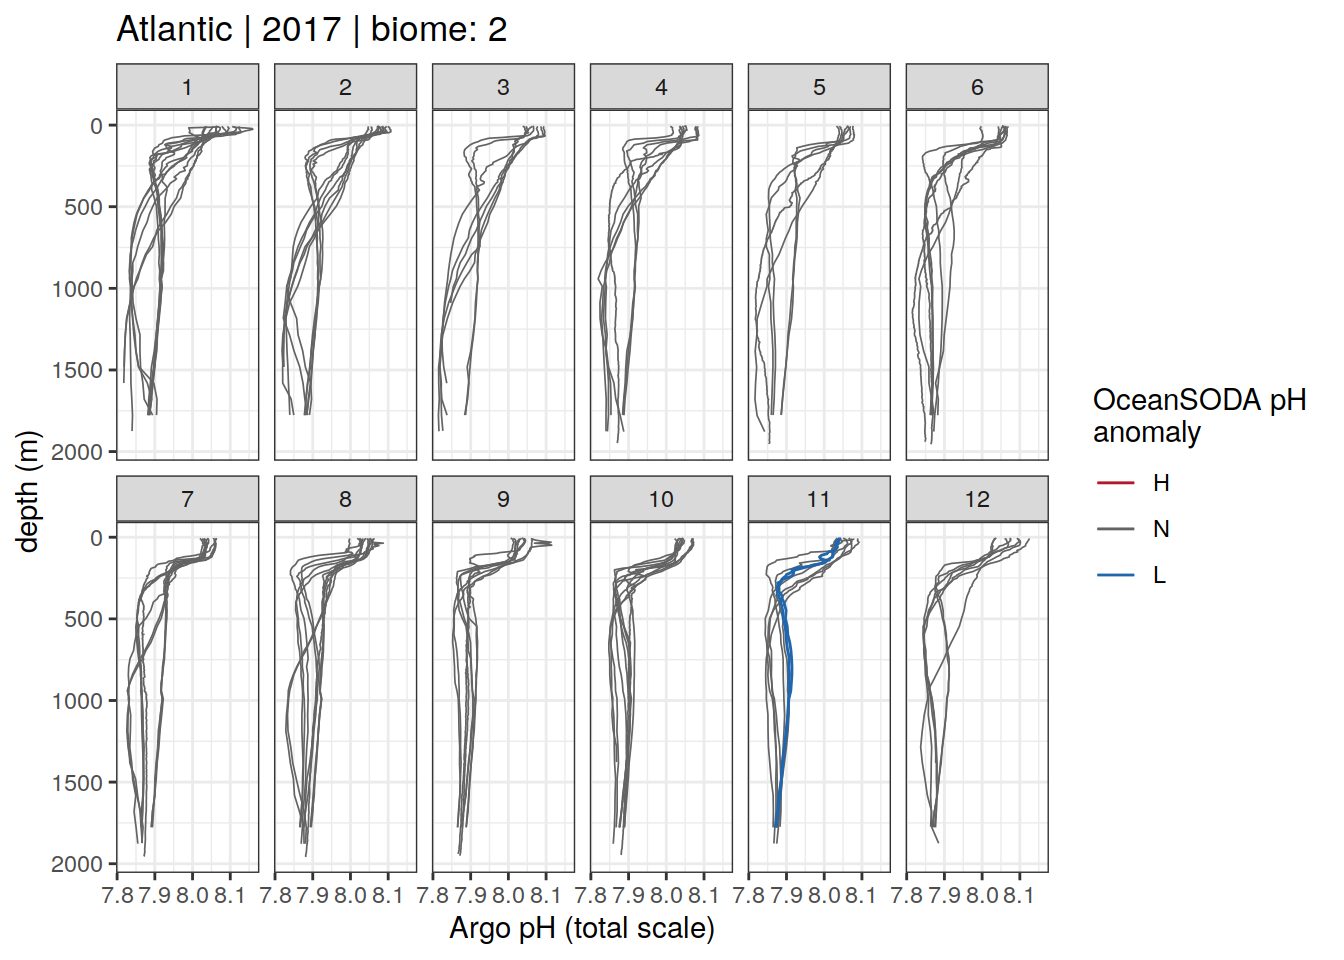 Atlantic | 2017 | biome: 2
1 2 3 4 5 6
0
500
1000
1500
2000
7 8 9 10 11 12
0
500
1000
1500
2000
7.8 7.9 8.0 8.1 7.8 7.9 8.0 8.1 7.8 7.9 8.0 8.1 7.8 7.9 8.0 8.1 7.8 7.9 8.0 8.1 7.8 7.9 8.0 8.1
Argo pH (total scale)
depth (m)
OceanSODA pH
anomaly
H
N
L